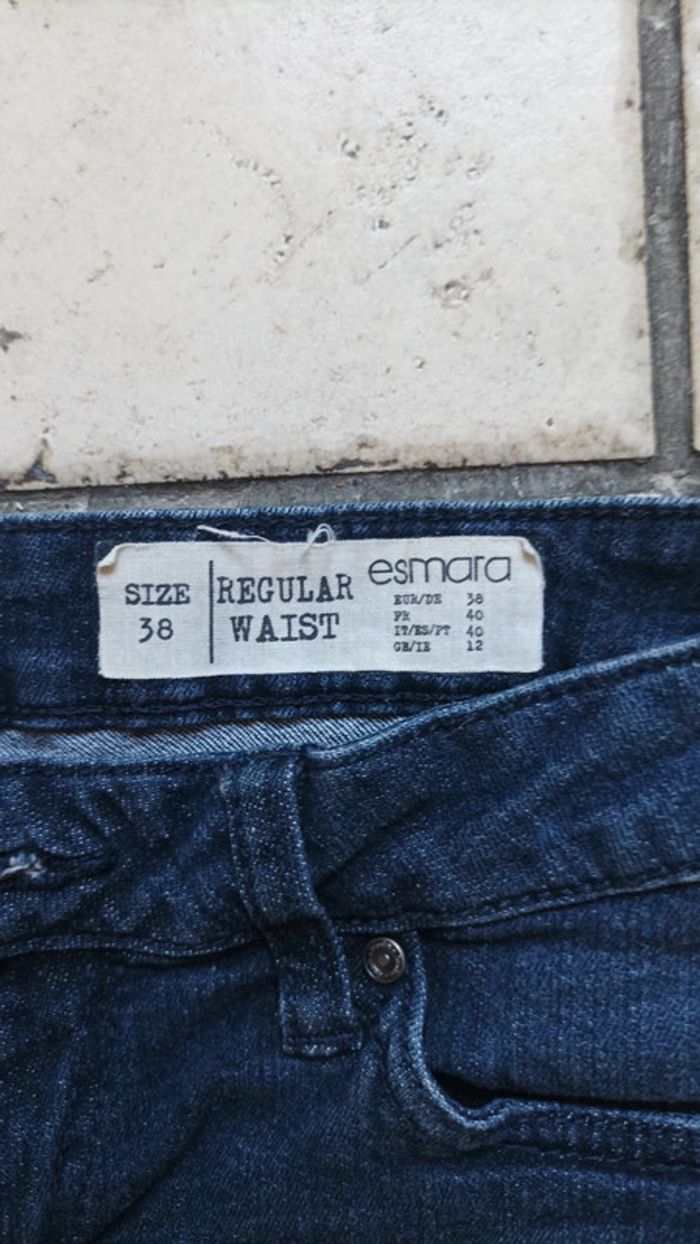 SIZE
38
REGULAR
WAIST
esmara
EUR/DE 38
FR 40
IT/ES/PT 40
GB/IE 12